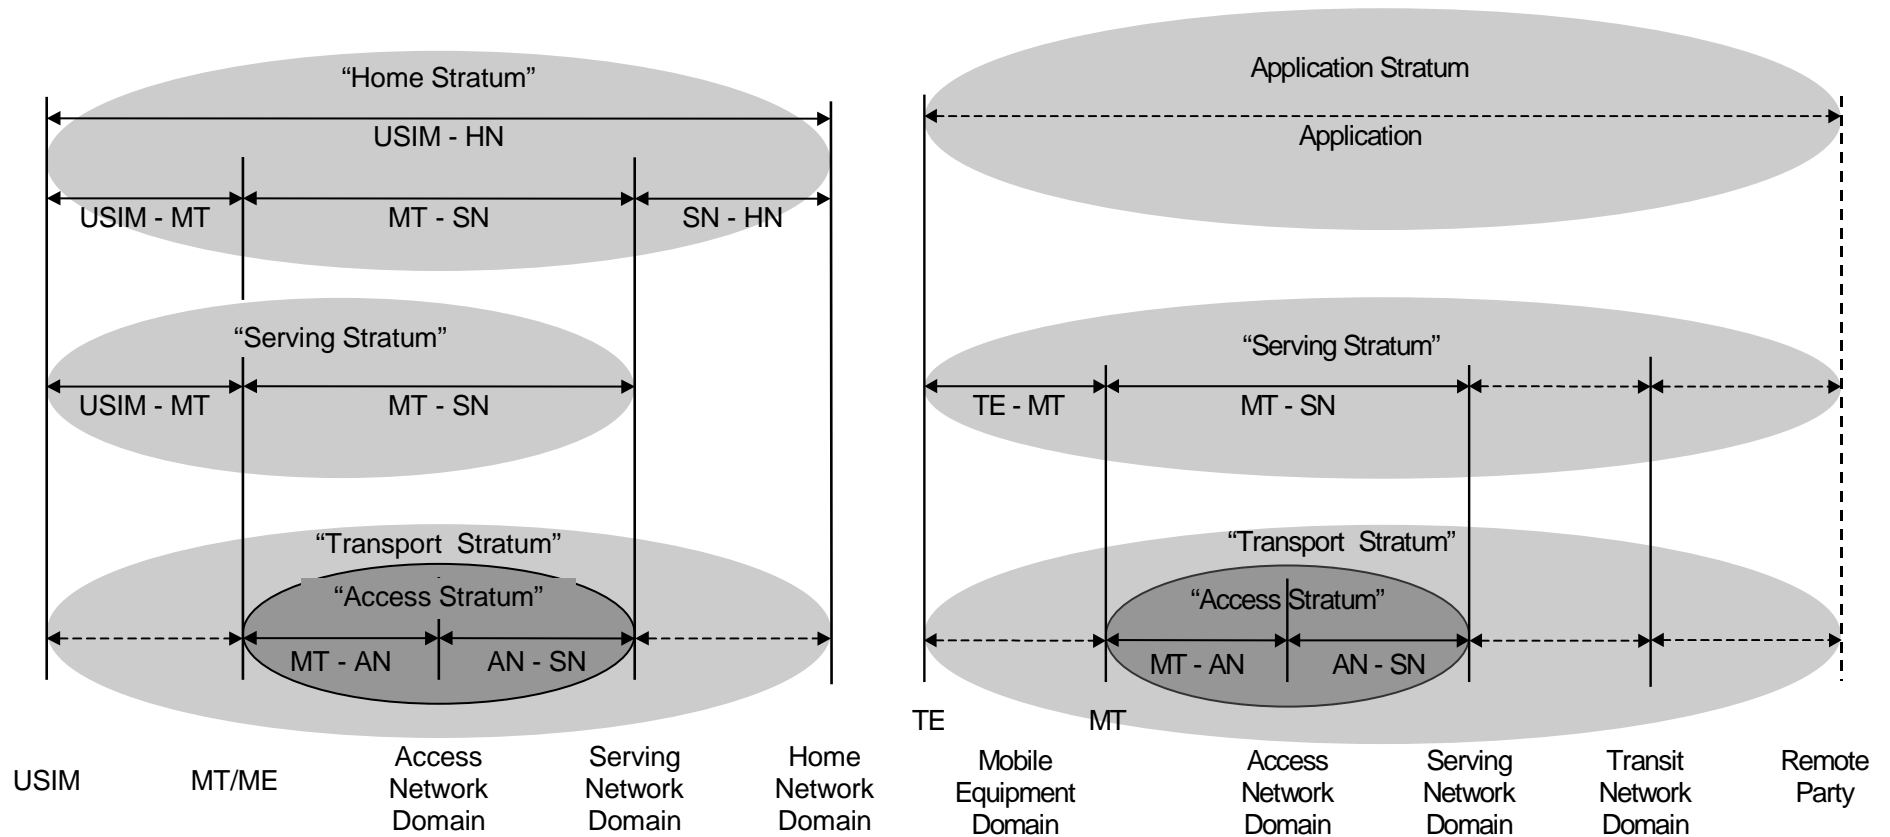 “Home Stratum”
USIM - HN
USIM - MT
MT - SN
SN - HN
“Serving Stratum”
USIM - MT
MT - SN
“Transport Stratum”
“Access Stratum”
MT - AN
AN - SN
USIM
MT/ME
Access
Network
Domain
Serving
Network
Domain
Home
Network
Domain
Application Stratum
Application
“Serving Stratum”
TE - MT
MT - SN
“Transport Stratum”
“Access Stratum”
MT - AN
AN - SN
TE
MT
Mobile
Equipment
Domain
Access
Network
Domain
Serving
Network
Domain
Transit
Network
Domain
Remote
Party